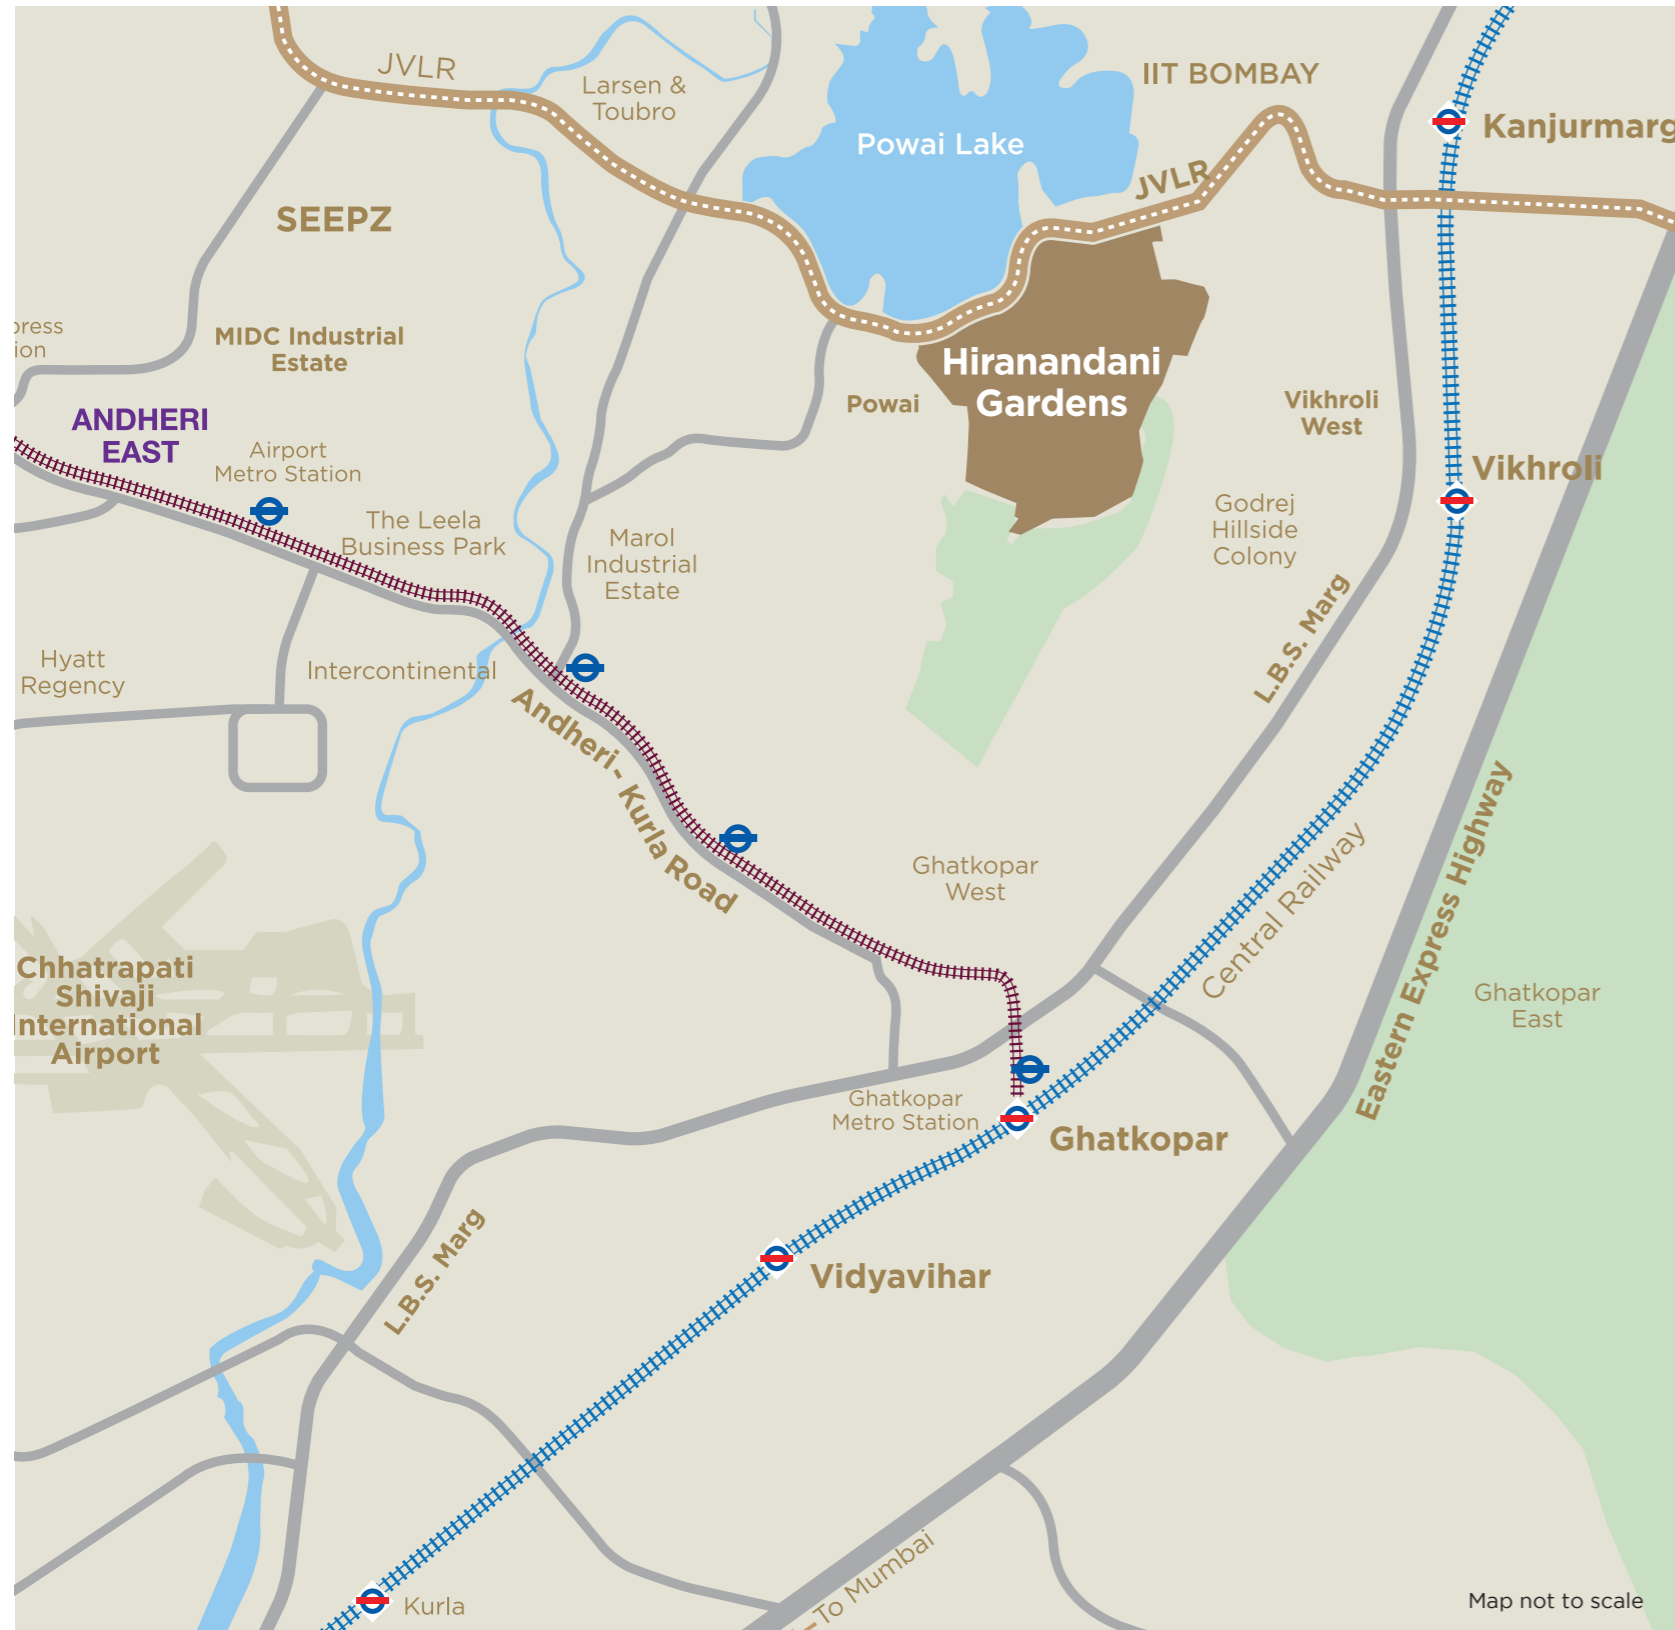 JVLR
Larsen &
Toubro
IIT BOMBAY
Powai Lake
Kanjurmarg
JVLR
SEEPZ
press
ion
MIDC Industrial
Estate
Hiranandani
Gardens
Powai
Vikhroli
West
ANDHERI
EAST
Airport
Metro Station
Vikhroli
The Leela
Business Park
Marol
Industrial
Estate
Godrej
Hillside
Colony
L.B.S. Marg
Hyatt
Regency
Intercontinental
Andheri - Kurla Road
Ghatkopar
West
Central Railway
Eastern Express Highway
Chhatrapati
Shivaji
International
Airport
Ghatkopar
East
Ghatkopar
Metro Station
Ghatkopar
L.B.S. Marg
Vidyavihar
To Mumbai
Kurla
Map not to scale